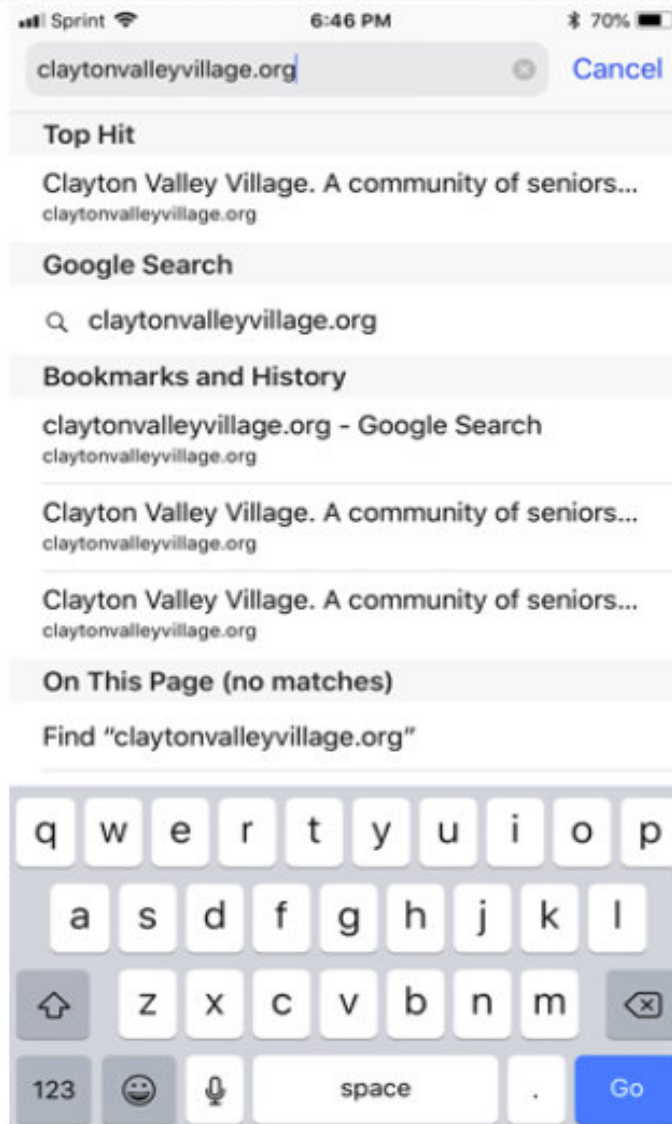 Sprint 6:46 PM 70%
claytonvalleyvillage.org Cancel
Top Hit
Clayton Valley Village. A community of seniors...
claytonvalleyvillage.org
Google Search
claytonvalleyvillage.org
Bookmarks and History
claytonvalleyvillage.org - Google Search
claytonvalleyvillage.org
Clayton Valley Village. A community of seniors...
claytonvalleyvillage.org
Clayton Valley Village. A community of seniors...
claytonvalleyvillage.org
On This Page (no matches)
Find “claytonvalleyvillage.org”
q w e r t y u i o p
a s d f g h j k l
z x c v b n m
123 space . Go